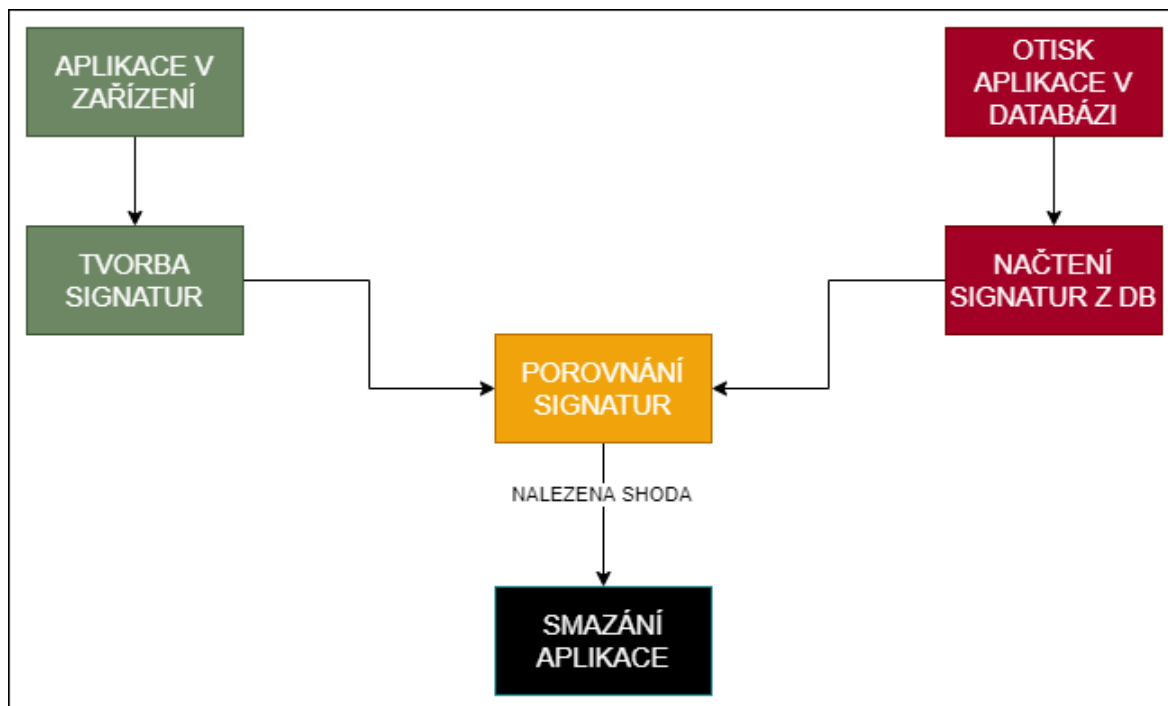 APLIKACE V
ZAŘÍZENÍ
OTISK
APLIKACE V
DATABÁZI
TVORBA
SIGNATUR
NAČTENÍ
SIGNATUR Z DB
POROVNÁNÍ
SIGNATUR
NALEZENA SHODA
SMAZÁNÍ
APLIKACE